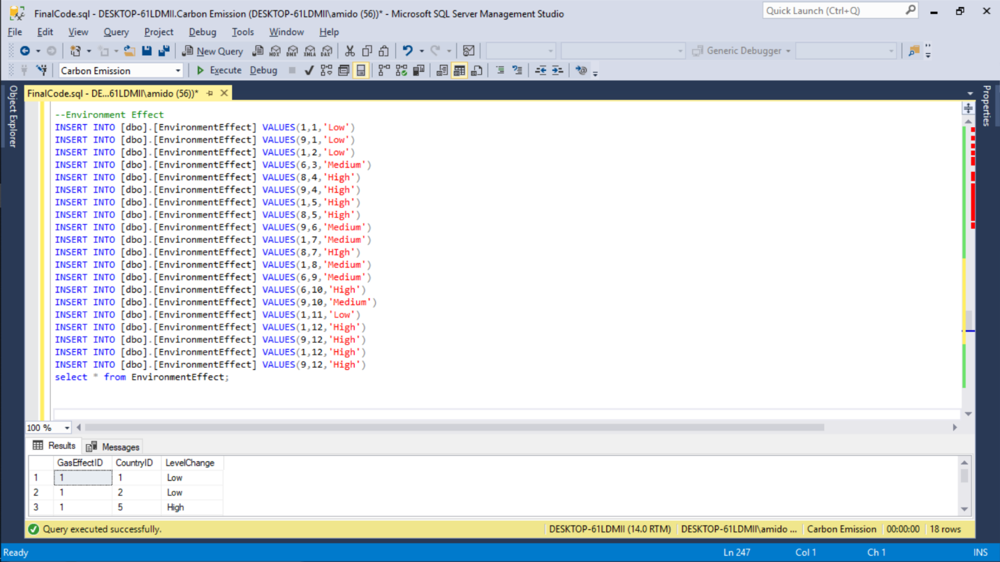 FinalCode.sql - DESKTOP-61LDMII.Carbon Emission (DESKTOP-61LDMII\amido (56))* - Microsoft SQL Server Management Studio
Quick Launch (Ctrl+Q)
File Edit View Query Project Debug Tools Window Help
New Query MDX DMX XMLA DAX Generic Debugger
Carbon Emission Execute Debug
Object Explorer
FinalCode.sql - DE...61LDMII\amido (56))*
Properties
--Environment Effect
INSERT INTO [dbo].[EnvironmentEffect] VALUES(1,1,'Low')
INSERT INTO [dbo].[EnvironmentEffect] VALUES(9,1,'Low')
INSERT INTO [dbo].[EnvironmentEffect] VALUES(1,2,'Low')
INSERT INTO [dbo].[EnvironmentEffect] VALUES(6,3,'Medium')
INSERT INTO [dbo].[EnvironmentEffect] VALUES(8,4,'High')
INSERT INTO [dbo].[EnvironmentEffect] VALUES(9,4,'High')
INSERT INTO [dbo].[EnvironmentEffect] VALUES(1,5,'High')
INSERT INTO [dbo].[EnvironmentEffect] VALUES(8,5,'High')
INSERT INTO [dbo].[EnvironmentEffect] VALUES(9,6,'Medium')
INSERT INTO [dbo].[EnvironmentEffect] VALUES(1,7,'Medium')
INSERT INTO [dbo].[EnvironmentEffect] VALUES(8,7,'HIgh')
INSERT INTO [dbo].[EnvironmentEffect] VALUES(1,8,'Medium')
INSERT INTO [dbo].[EnvironmentEffect] VALUES(6,9,'Medium')
INSERT INTO [dbo].[EnvironmentEffect] VALUES(6,10,'High')
INSERT INTO [dbo].[EnvironmentEffect] VALUES(9,10,'Medium')
INSERT INTO [dbo].[EnvironmentEffect] VALUES(1,11,'Low')
INSERT INTO [dbo].[EnvironmentEffect] VALUES(1,12,'High')
INSERT INTO [dbo].[EnvironmentEffect] VALUES(9,12,'High')
INSERT INTO [dbo].[EnvironmentEffect] VALUES(1,12,'High')
INSERT INTO [dbo].[EnvironmentEffect] VALUES(9,12,'High')
select * from EnvironmentEffect;
100 %
Results Messages
GasEffectID CountryID LevelChange
1 1 1 Low
2 1 2 Low
3 1 5 High
Query executed successfully. DESKTOP-61LDMII (14.0 RTM) DESKTOP-61LDMII\amido ... Carbon Emission 00:00:00 18 rows
Ready Ln 247 Col 1 Ch 1 INS